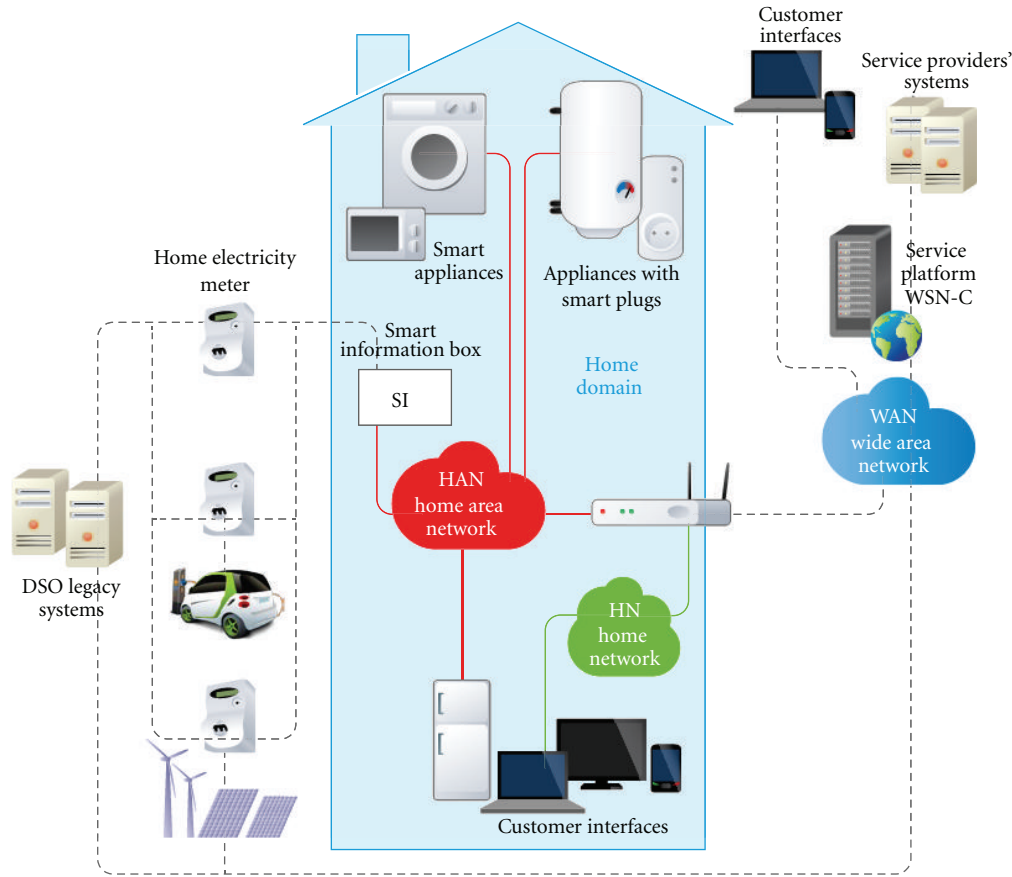 Customer
interfaces
Service providers'
systems
Home electricity
meter
Smart
appliances
Appliances with
smart plugs
Service
platform
WSN-C
Smart
information box
SI
Home
domain
WAN
wide area
network
HAN
home area
network
DSO legacy
systems
HN
home
network
Customer interfaces